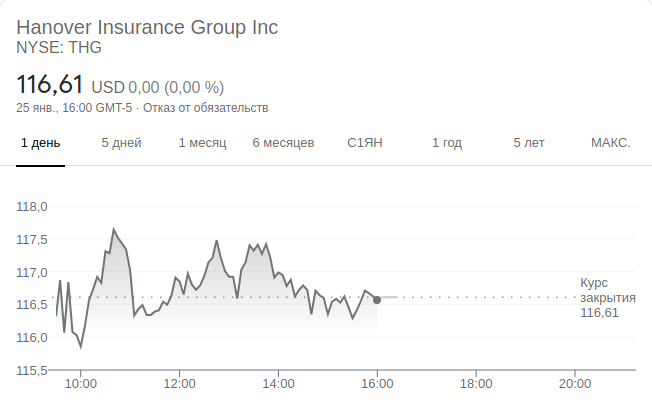 Hanover Insurance Group Inc
NYSE: THG
116,61 USD 0,00 (0,00 %)
25 янв., 16:00 GMT-5 · Отказ от обязательств
1 день 5 дней 1 месяц 6 месяцев С1ЯН 1 год 5 лет МАКС.
118,0
117,5
117,0
116,5
116,0
115,5
Курс
закрытия
116,61
10:00 12:00 14:00 16:00 18:00 20:00